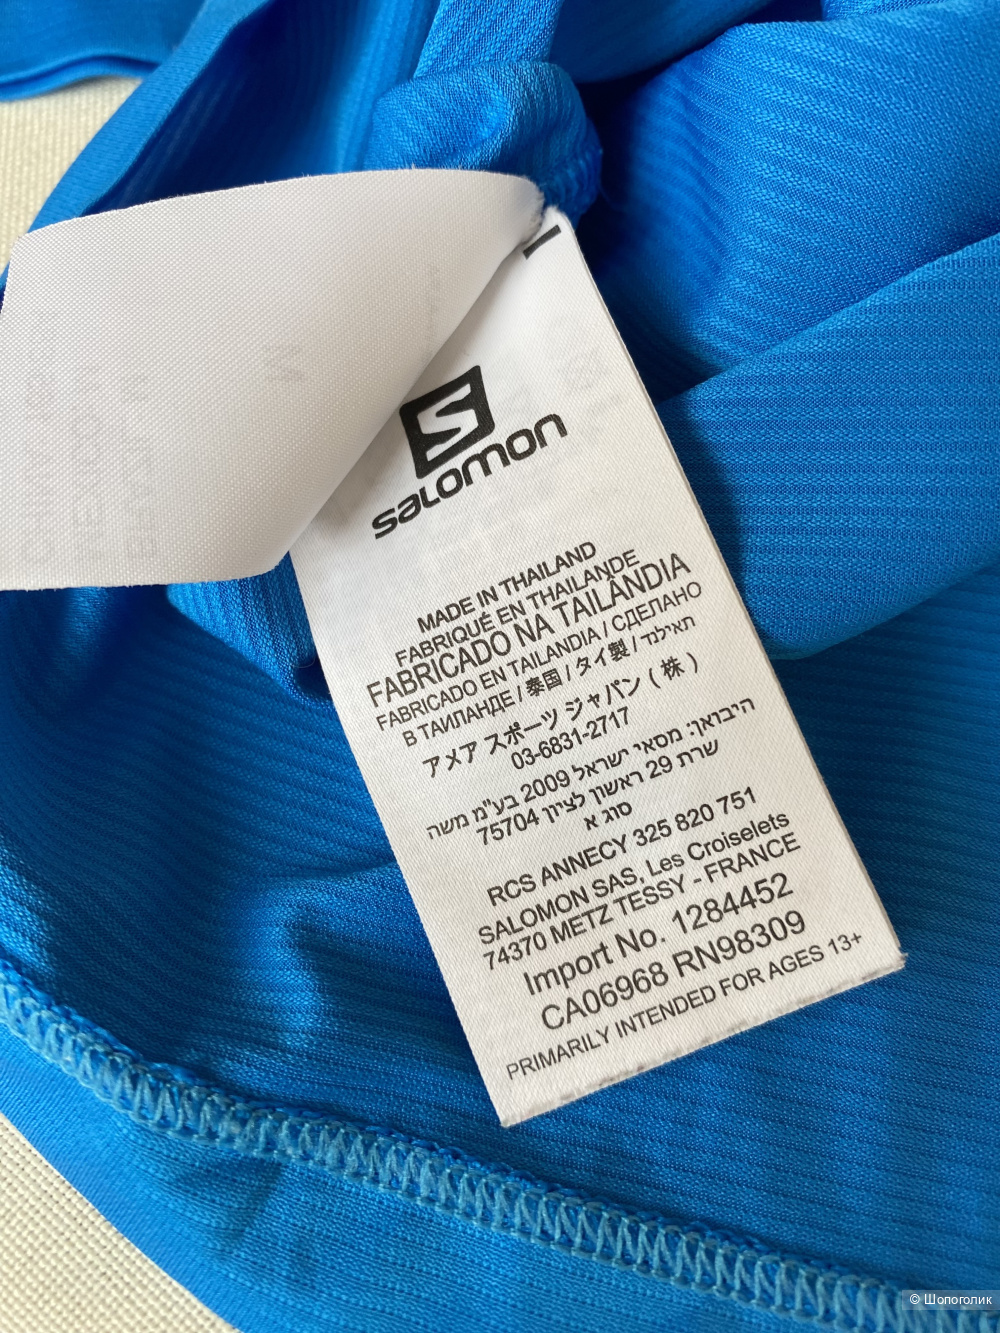 SALOMON
MADE IN THAILAND
FABRIQUÉ EN THAILANDE
FABRICADO NA TAILÂNDIA
FABRICADO EN TAILANDIA / СДЕЛАНО
В ТАИЛАНДЕ / 泰国 / タイ製 / תאילנד
アメア スポーツ ジャパン ( 株 )
03-6831-2717
היבואן: מסאי ישראל 2009 בע"מ משה
שרת 29 ראשון לציון 75704
סוג א
RCS ANNECY 325 820 751
SALOMON SAS, Les Croiselets
74370 METZ TESSY - FRANCE
Import No. 1284452
CA06968 RN98309
PRIMARILY INTENDED FOR AGES 13+
© Шопоголик